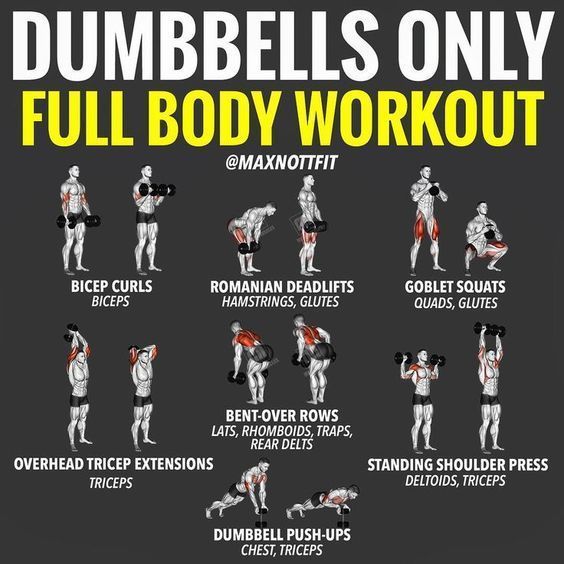 DUMBBELLS ONLY
FULL BODY WORKOUT
@MAXNOTTFIT
BICEP CURLS
BICEPS
ROMANIAN DEADLIFTS
HAMSTRINGS, GLUTES
GOBLET SQUATS
QUADS, GLUTES
OVERHEAD TRICEP EXTENSIONS
TRICEPS
BENT-OVER ROWS
LATS, RHOMBOIDS, TRAPS,
REAR DELTS
STANDING SHOULDER PRESS
DELTOIDS, TRICEPS
DUMBBELL PUSH-UPS
CHEST, TRICEPS